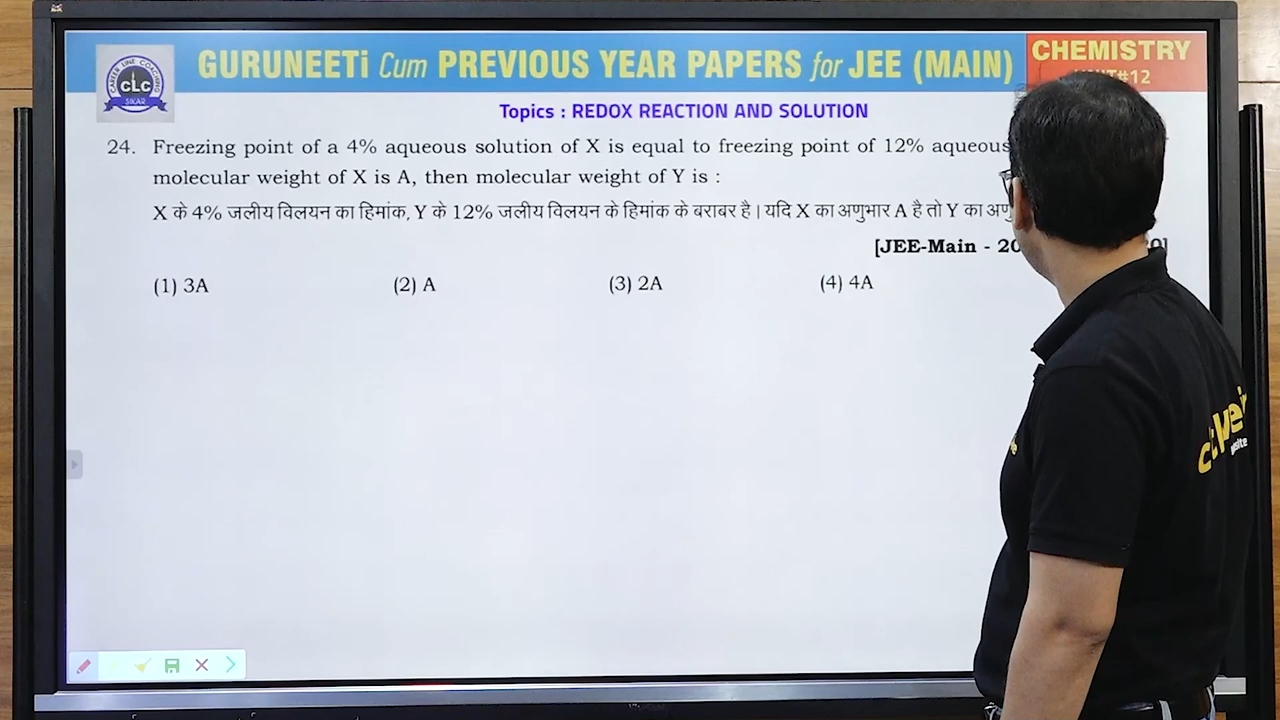 GURUNEETi Cum PREVIOUS YEAR PAPERS for JEE (MAIN)
CHEMISTRY
CAREER LINE COACHING
CLC
SIKAR
Topics : REDOX REACTION AND SOLUTION
24. Freezing point of a 4% aqueous solution of X is equal to freezing point of 12% aqueous
molecular weight of X is A, then molecular weight of Y is :
X के 4% जलीय विलयन का हिमांक, Y के 12% जलीय विलयन के हिमांक के बराबर है। यदि X का अणुभार A है तो Y का
[JEE-Main - 20
(1) 3A (2) A (3) 2A (4) 4A